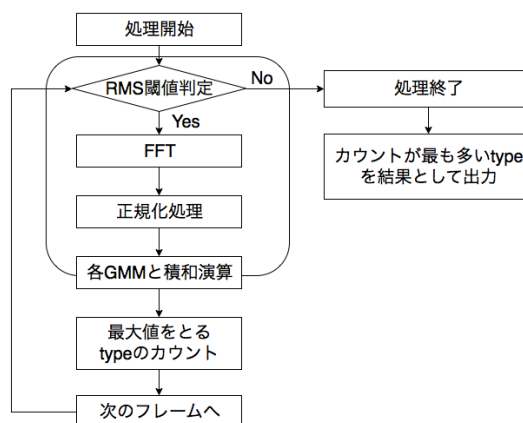 処理開始
RMS閾値判定
No
処理終了
Yes
FFT
カウントが最も多いtype
を結果として出力
正規化処理
各GMMと積和演算
最大値をとる
typeのカウント
次のフレームへ